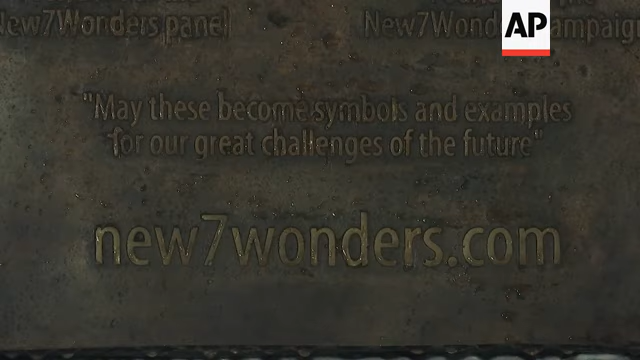 AP
New7Wonders panel
New7Wonders Campaign
"May these become symbols and examples
for our great challenges of the future"
new7wonders.com